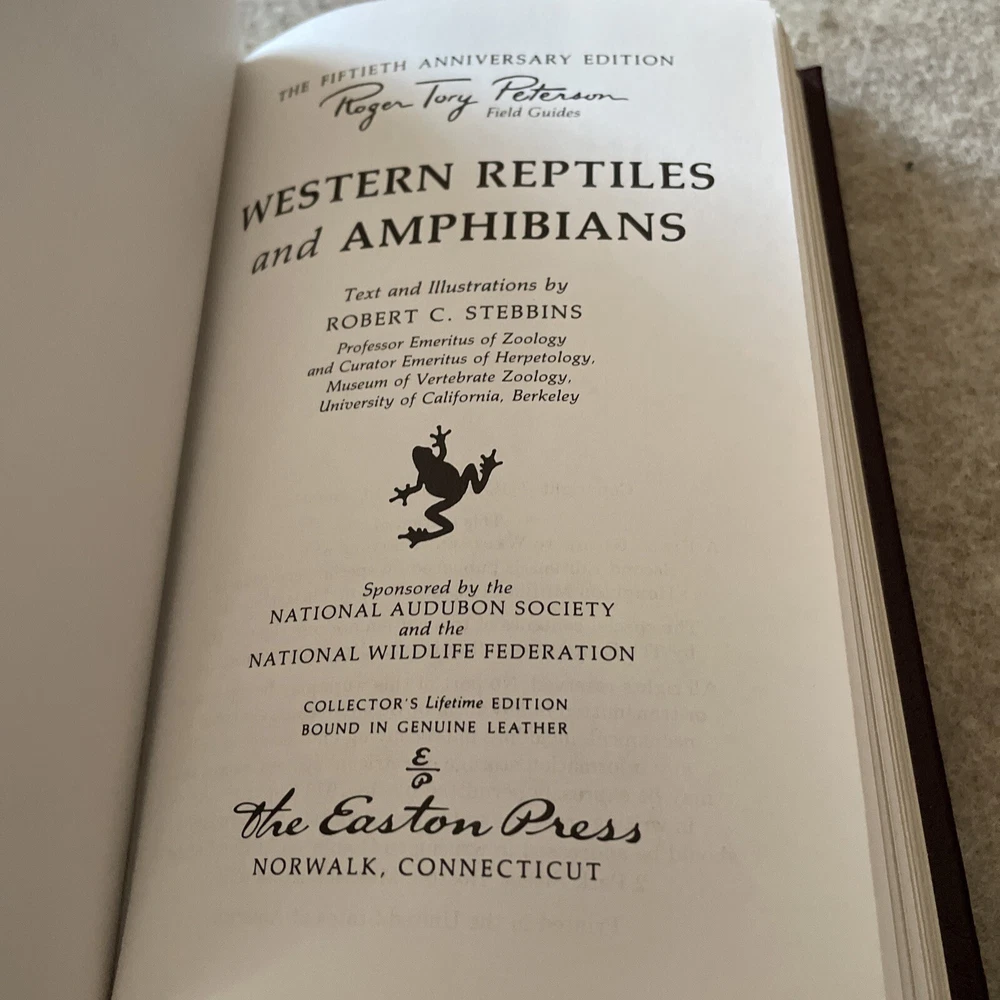 THE FIFTIETH ANNIVERSARY EDITION
Roger Tory Peterson
Field Guides
WESTERN REPTILES
and AMPHIBIANS
Text and Illustrations by
ROBERT C. STEBBINS
Professor Emeritus of Zoology
and Curator Emeritus of Herpetology,
Museum of Vertebrate Zoology,
University of California, Berkeley
Sponsored by the
NATIONAL AUDUBON SOCIETY
and the
NATIONAL WILDLIFE FEDERATION
COLLECTOR'S Lifetime EDITION
BOUND IN GENUINE LEATHER
E
P
The Easton Press
NORWALK, CONNECTICUT